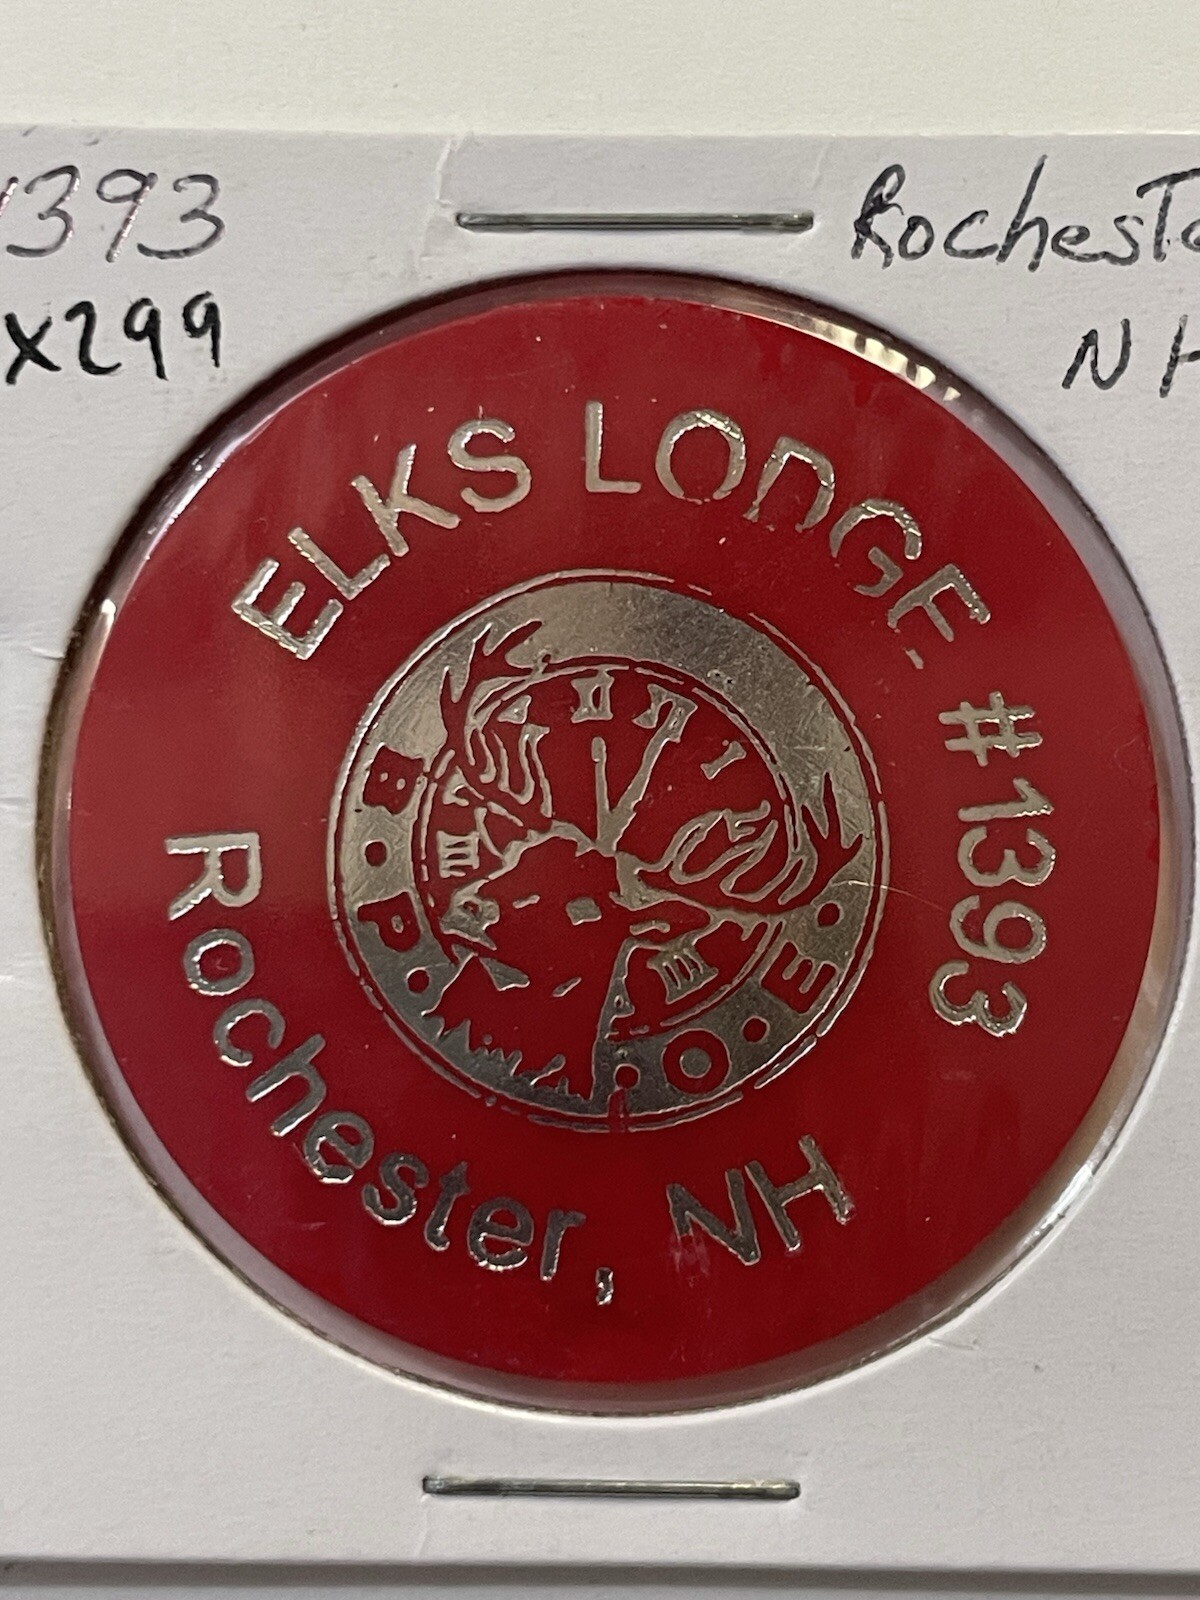 1393
x299
Rochest
NH
ELKS LODGE #1393
B.P.O.E.
Rochester, NH